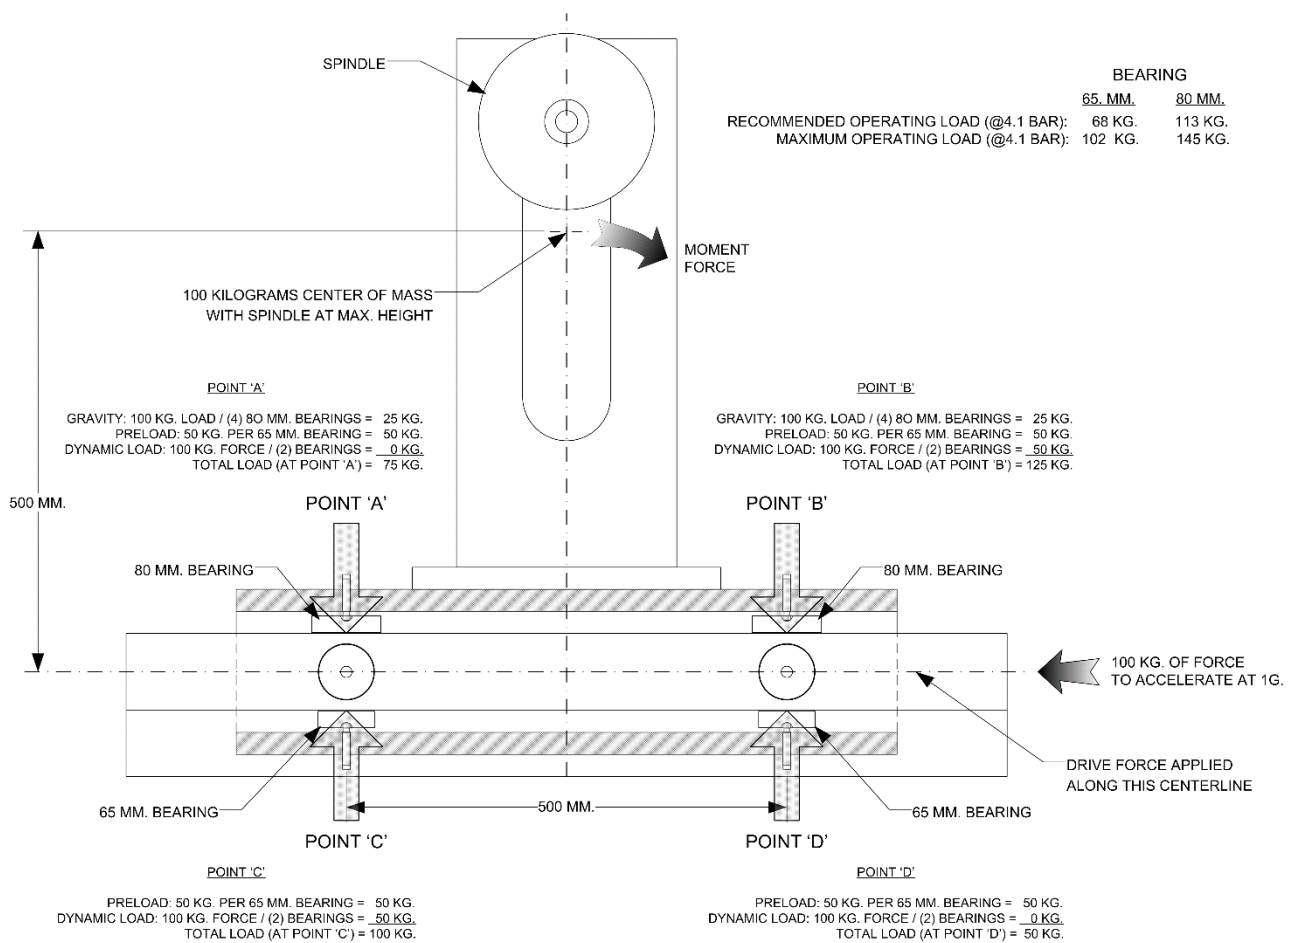 SPINDLE
BEARING
65. MM. 80 MM.
RECOMMENDED OPERATING LOAD (@4.1 BAR): 68 KG. 113 KG.
MAXIMUM OPERATING LOAD (@4.1 BAR): 102 KG. 145 KG.
MOMENT
FORCE
100 KILOGRAMS CENTER OF MASS
WITH SPINDLE AT MAX. HEIGHT
POINT 'A'
GRAVITY: 100 KG. LOAD / (4) 8O MM. BEARINGS = 25 KG.
PRELOAD: 50 KG. PER 65 MM. BEARING = 50 KG.
DYNAMIC LOAD: 100 KG. FORCE / (2) BEARINGS = 0 KG.
TOTAL LOAD (AT POINT 'A') = 75 KG.
POINT 'B'
GRAVITY: 100 KG. LOAD / (4) 8O MM. BEARINGS = 25 KG.
PRELOAD: 50 KG. PER 65 MM. BEARING = 50 KG.
DYNAMIC LOAD: 100 KG. FORCE / (2) BEARINGS = 50 KG.
TOTAL LOAD (AT POINT 'B') = 125 KG.
500 MM.
POINT 'A'
POINT 'B'
80 MM. BEARING
80 MM. BEARING
100 KG. OF FORCE
TO ACCELERATE AT 1G.
DRIVE FORCE APPLIED
ALONG THIS CENTERLINE
65 MM. BEARING
500 MM.
65 MM. BEARING
POINT 'C'
POINT 'D'
POINT 'C'
PRELOAD: 50 KG. PER 65 MM. BEARING = 50 KG.
DYNAMIC LOAD: 100 KG. FORCE / (2) BEARINGS = 50 KG.
TOTAL LOAD (AT POINT 'C') = 100 KG.
POINT 'D'
PRELOAD: 50 KG. PER 65 MM. BEARING = 50 KG.
DYNAMIC LOAD: 100 KG. FORCE / (2) BEARINGS = 0 KG.
TOTAL LOAD (AT POINT 'D') = 50 KG.